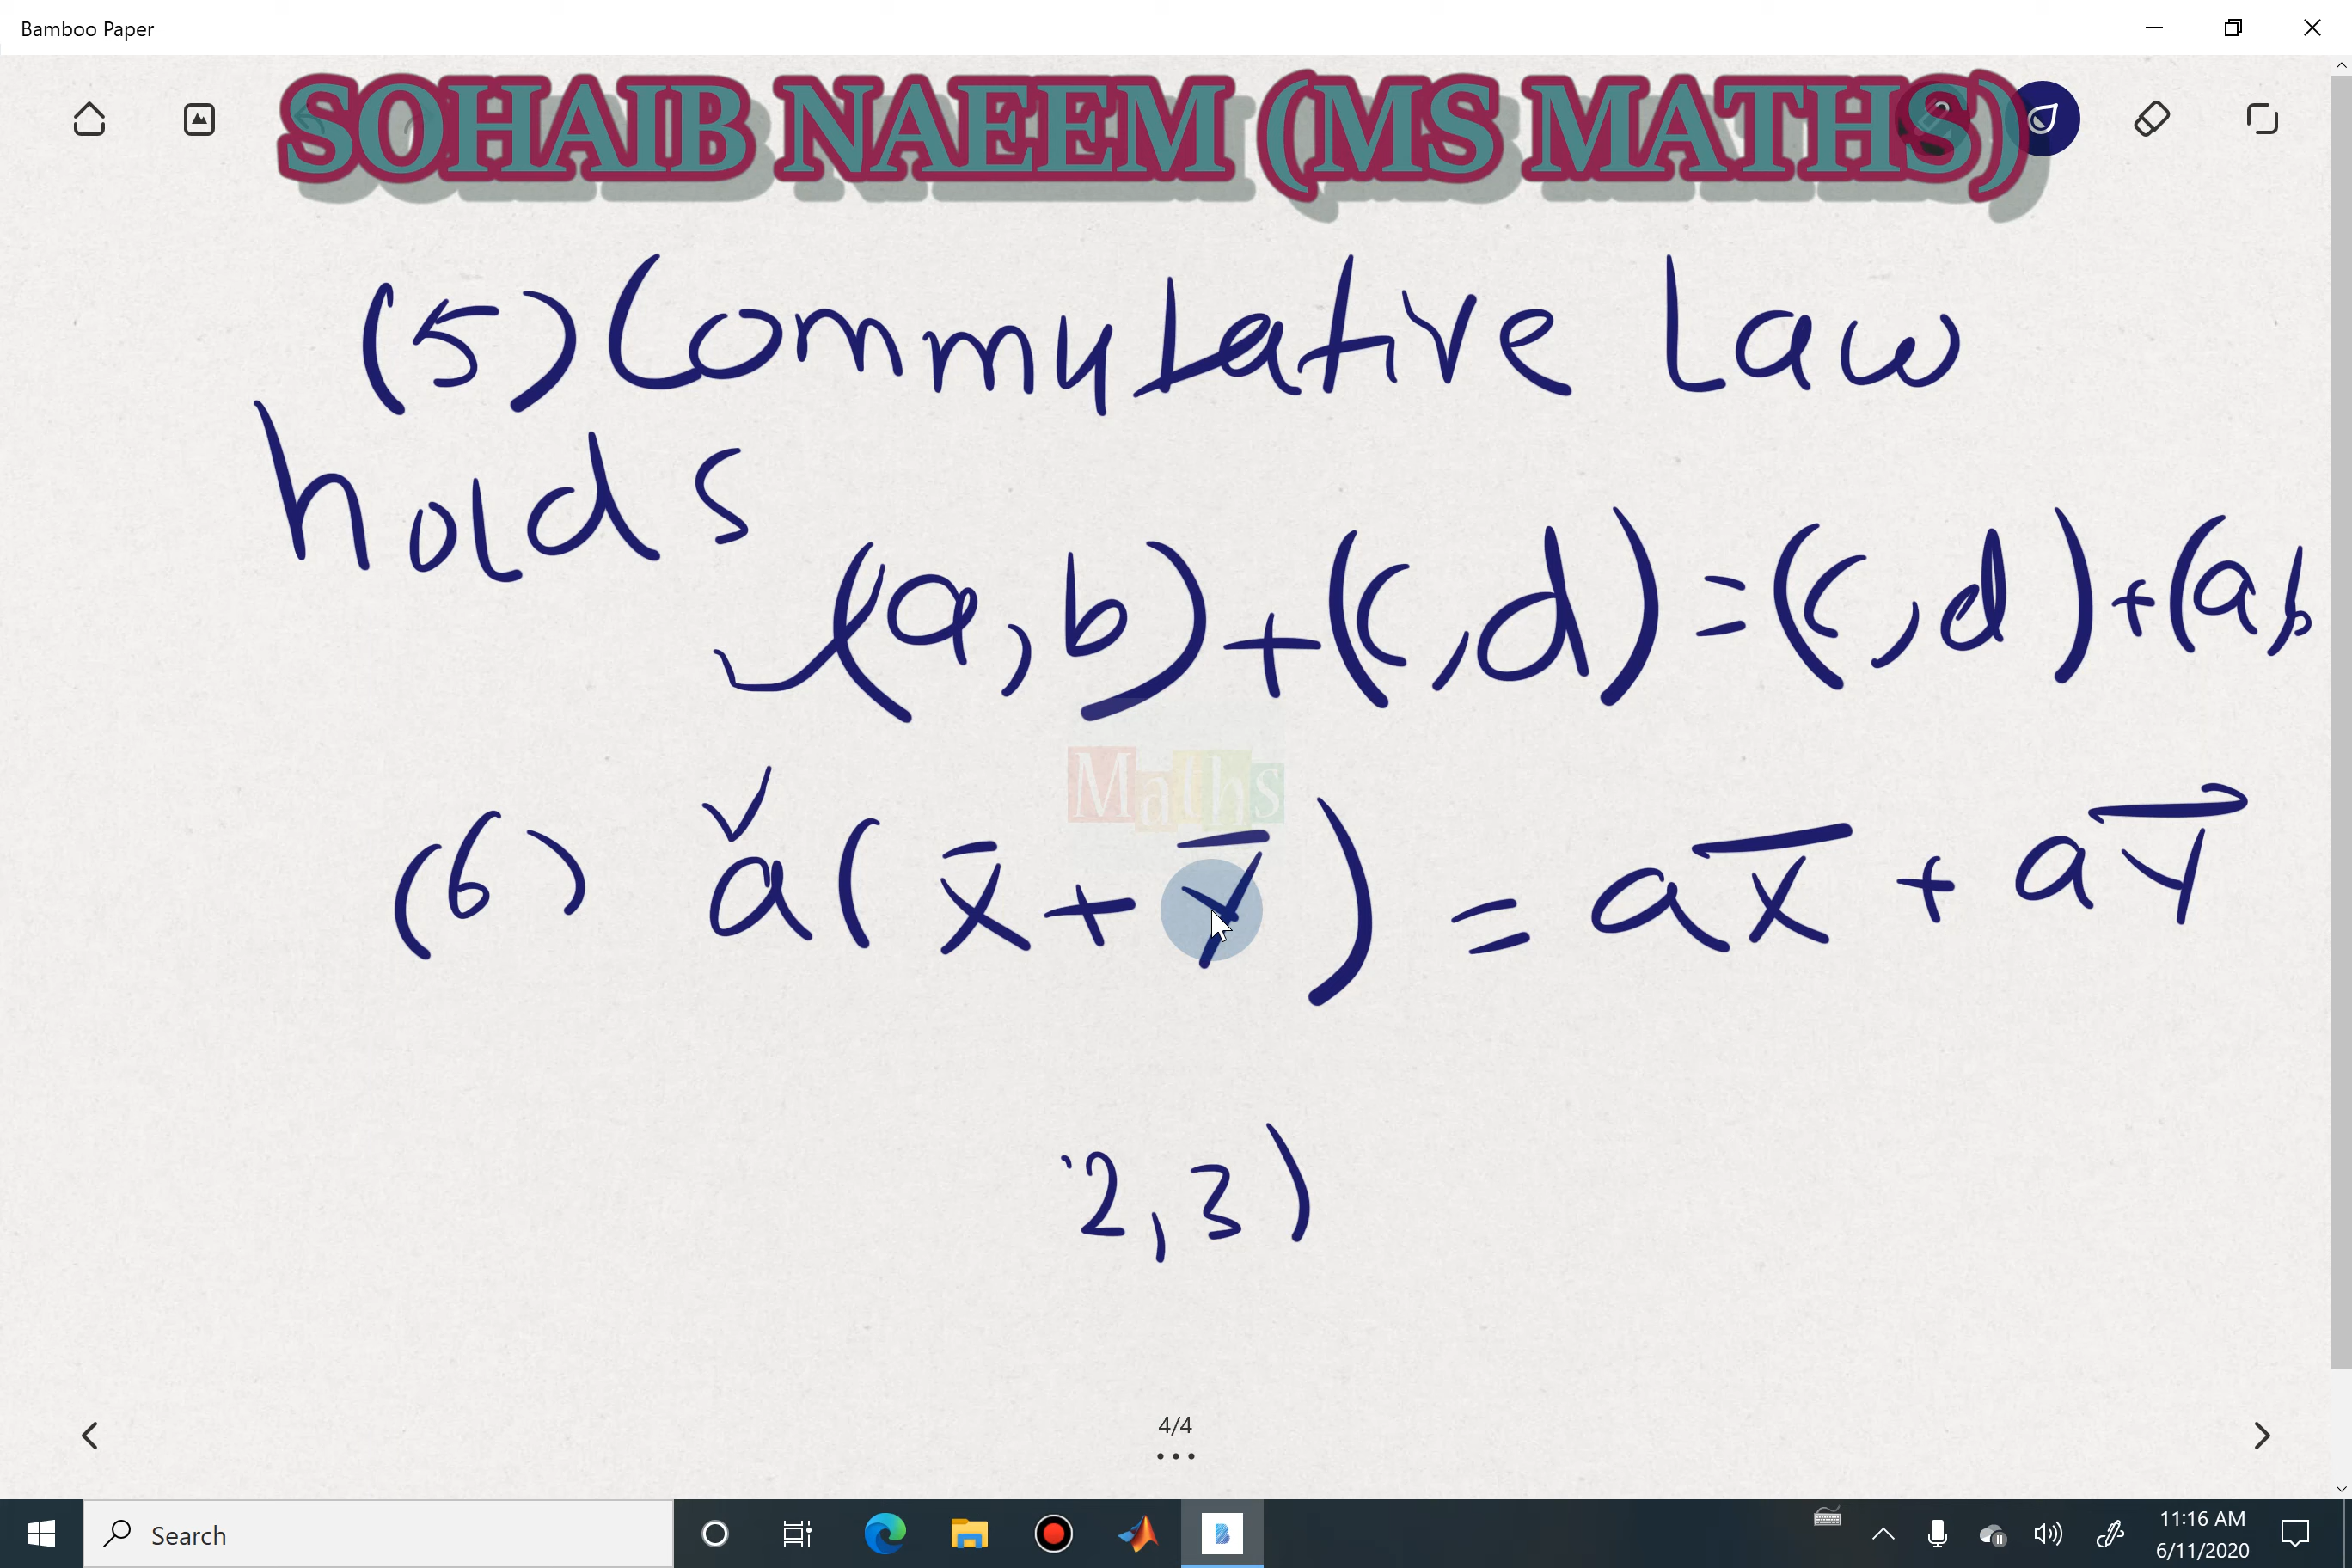 Bamboo Paper
SOHAIB NAEEM (MS MATHS)
(5) Commutative Law
holds
(a,b)+(c,d)=(c,d)+(a,b
Maths
(6) a(x̄+Ȳ) = ax⃗ + aY⃗
2,3)
4/4
Search
11:16 AM
6/11/2020